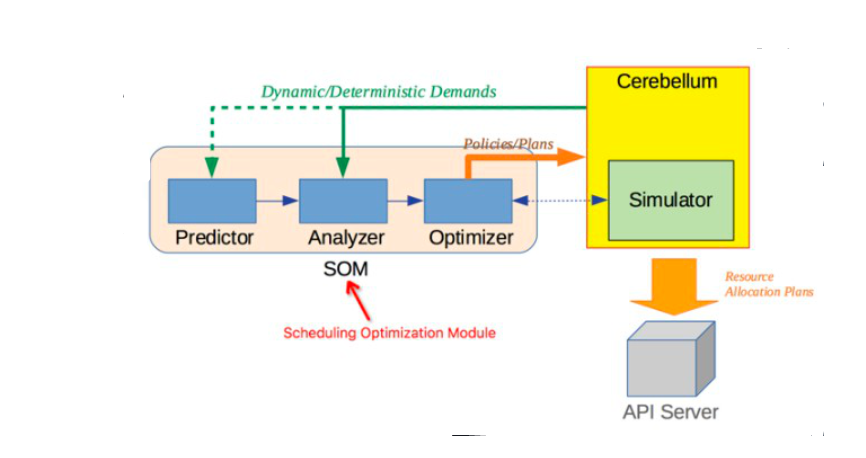 Cerebellum
Dynamic/Deterministic Demands
Policies/Plans
Simulator
Predictor
Analyzer
Optimizer
SOM
Resource
Allocation Plans
Scheduling Optimization Module
API Server